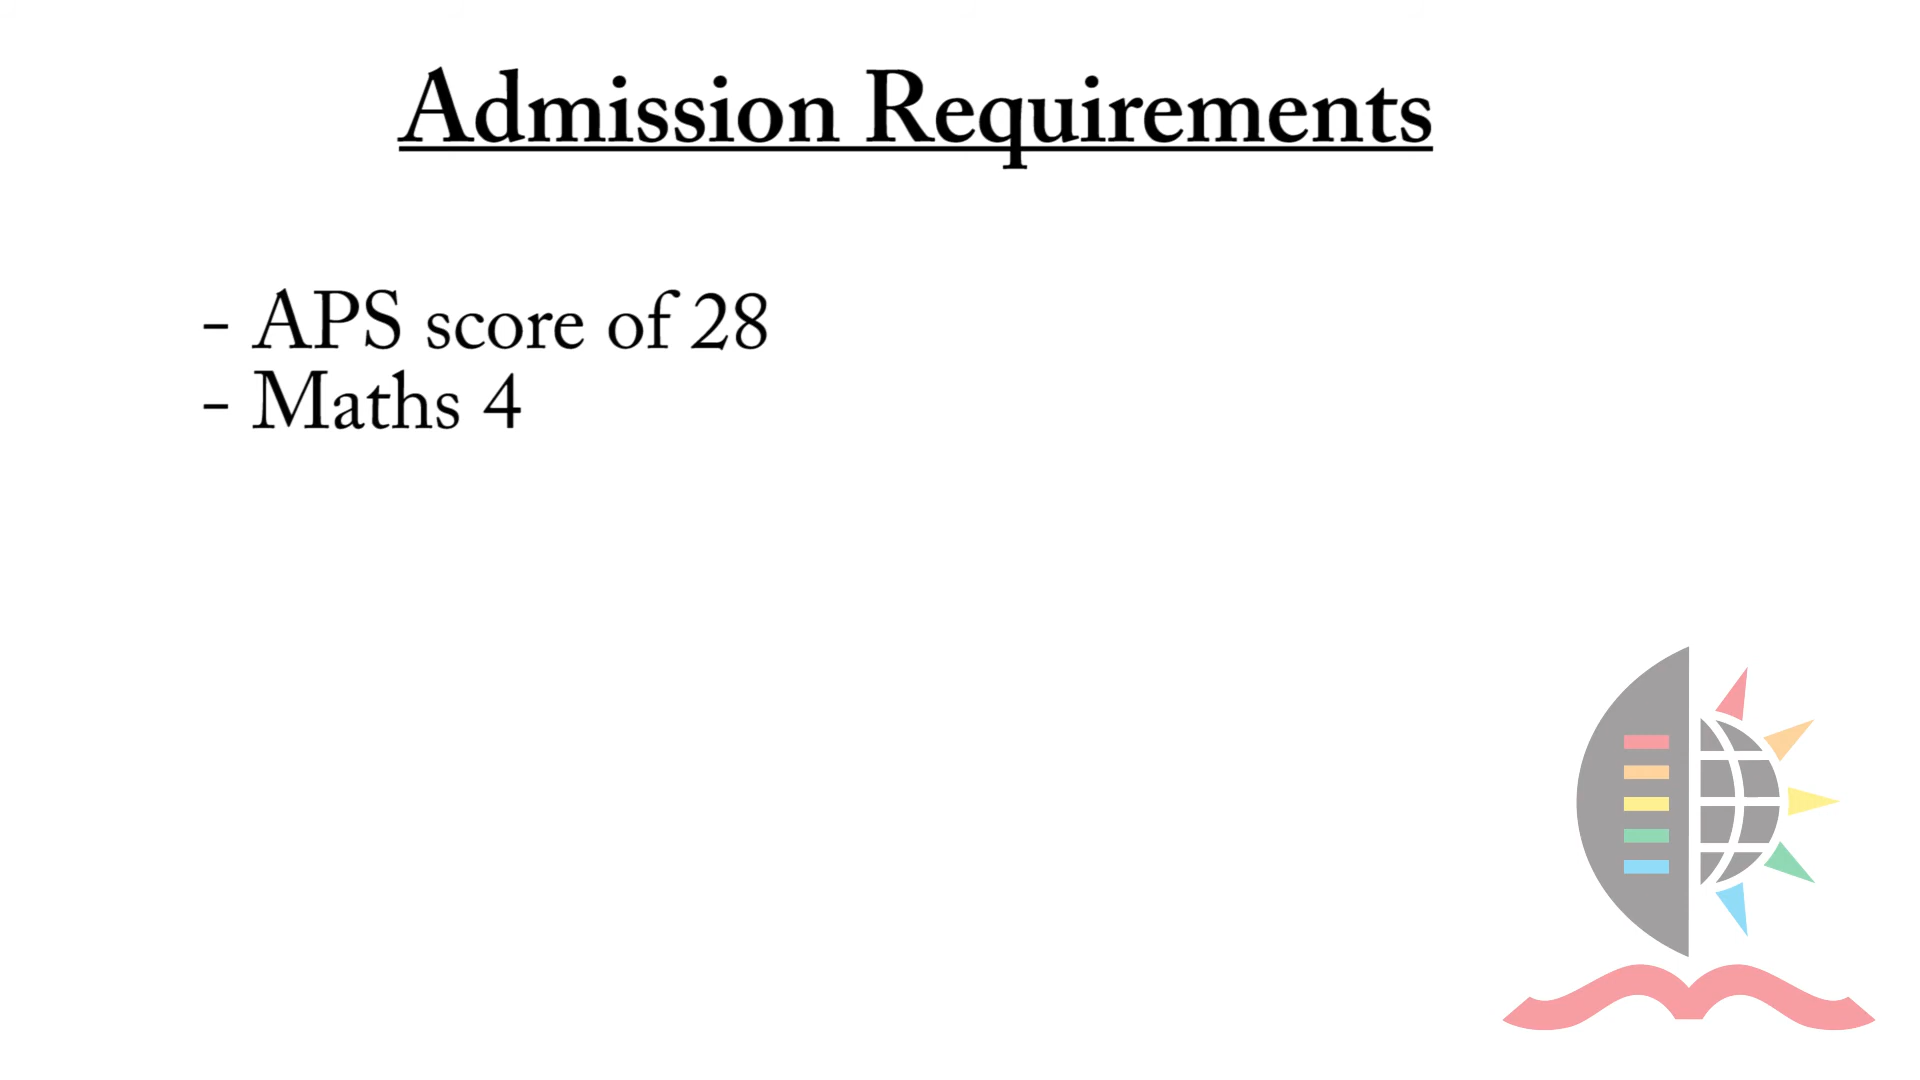 Admission Requirements
- APS score of 28
- Maths 4